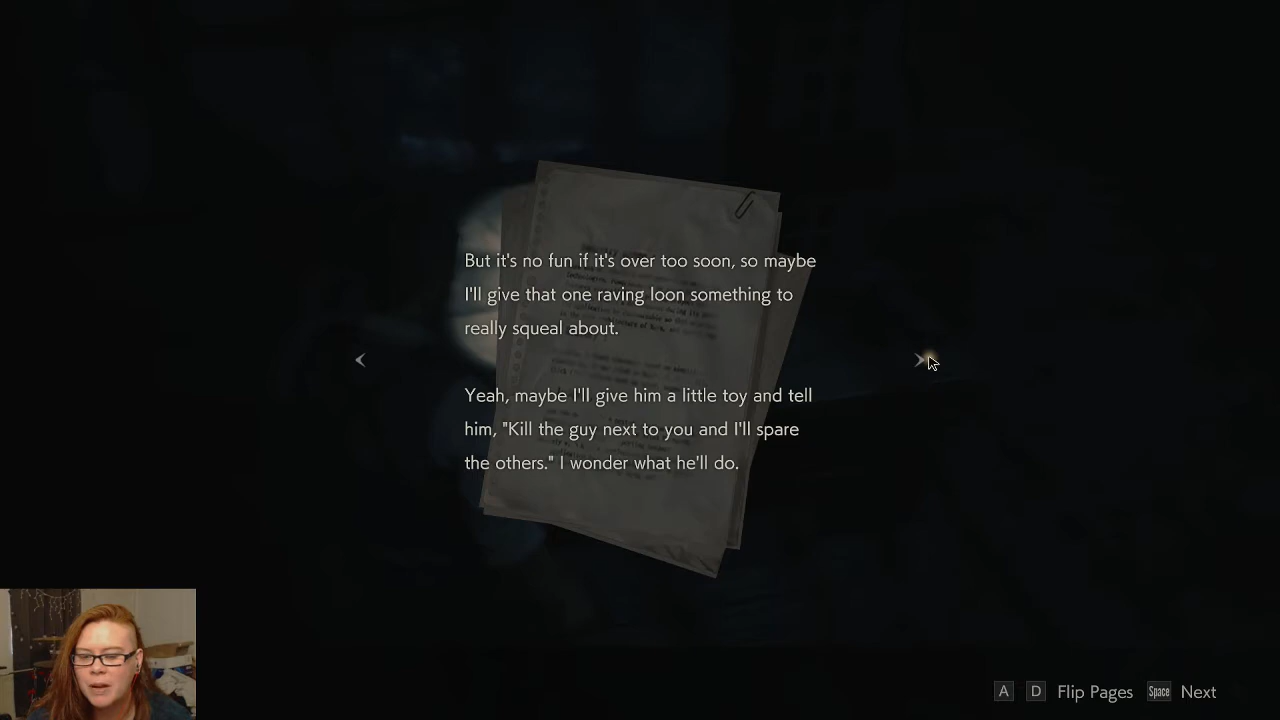 But it's no fun if it's over too soon, so maybe
I'll give that one raving loon something to
really squeal about.
Yeah, maybe I'll give him a little toy and tell
him, "Kill the guy next to you and I'll spare
the others." I wonder what he'll do.
A D Flip Pages Space Next